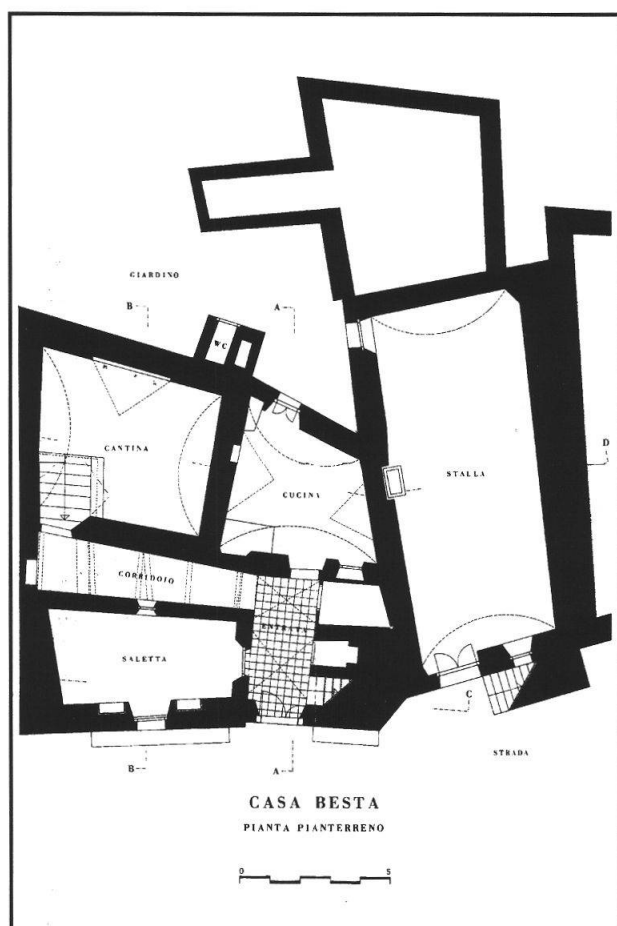 GIARDINO
B
A
WC
CANTINA
D
STALLA
CUCINA
CORRIDOIO
ENTRATA
SALETTA
C
STRADA
B
A
CASA BESTA
PIANTA PIANTERRENO
0 5